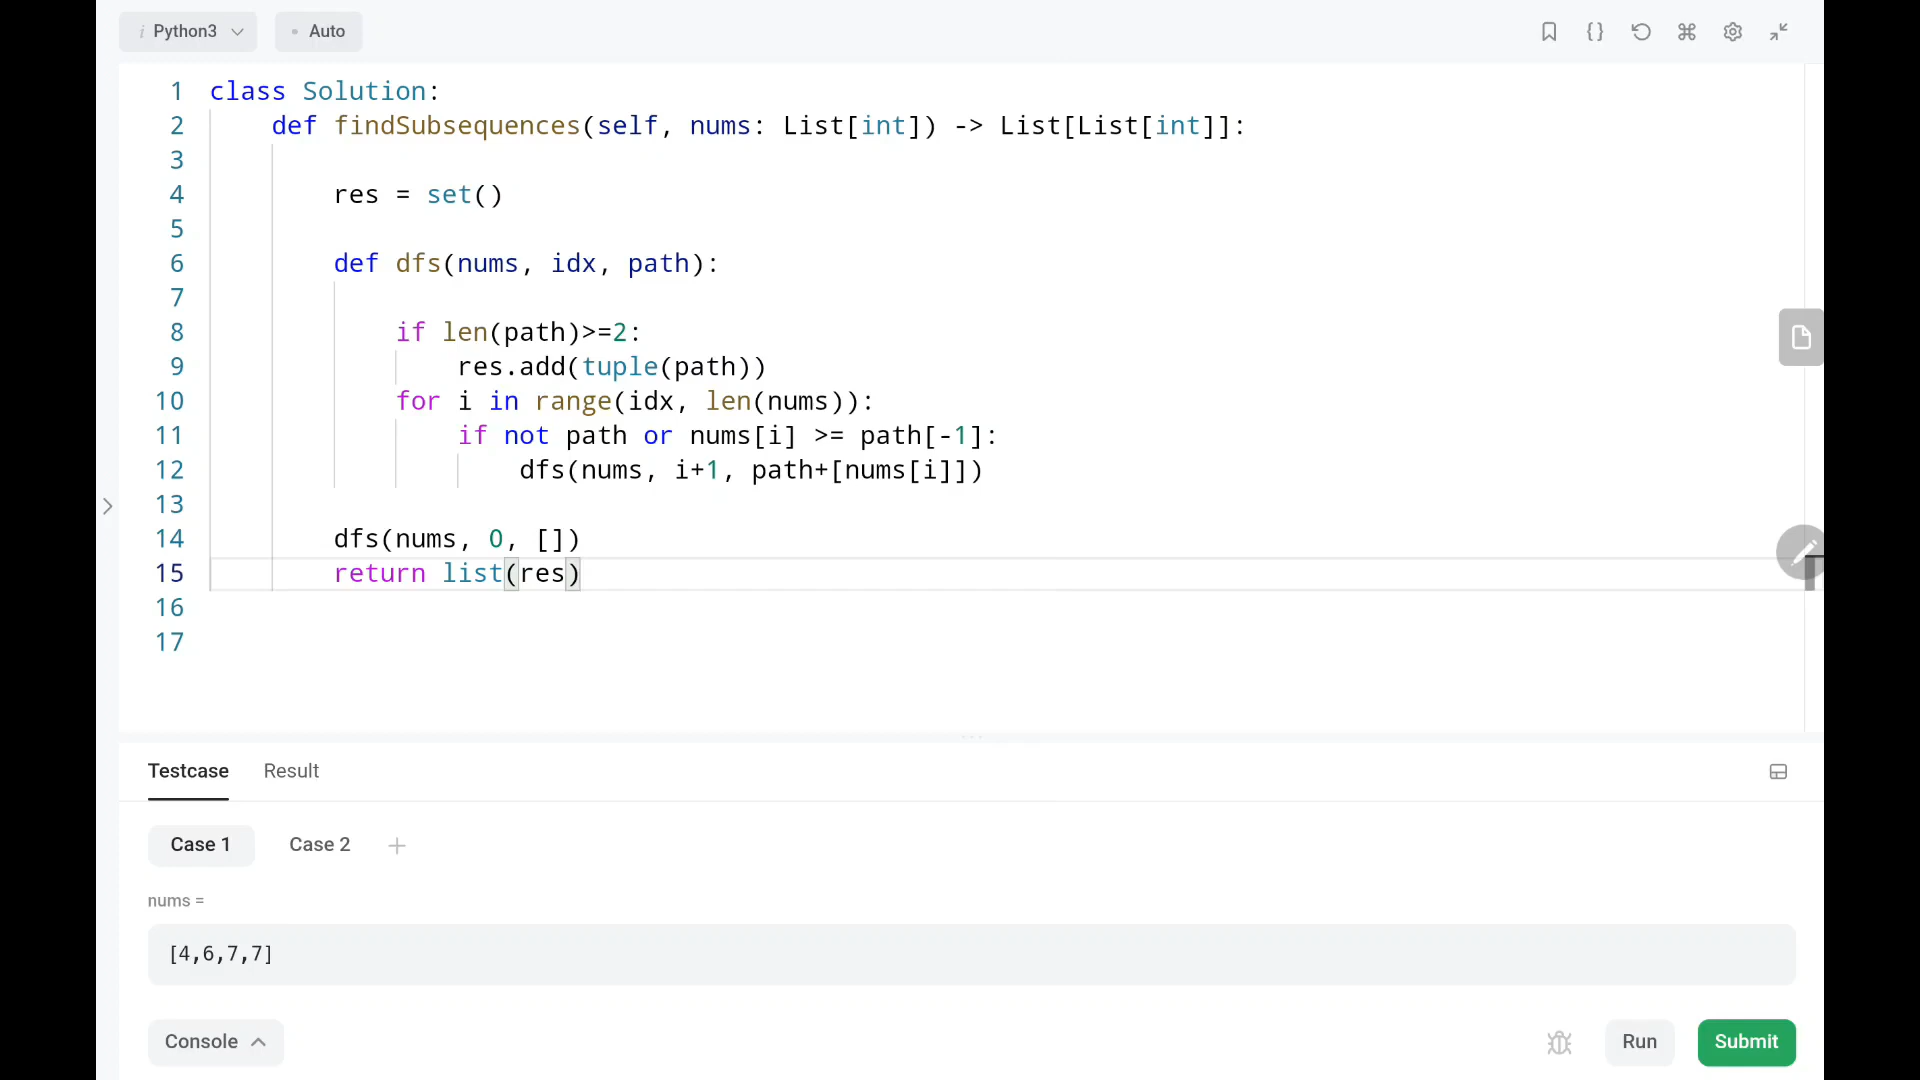 i Python3
Auto
1 class Solution:
2 def findSubsequences(self, nums: List[int]) -> List[List[int]]:
3
4 res = set()
5
6 def dfs(nums, idx, path):
7
8 if len(path)>=2:
9 res.add(tuple(path))
10 for i in range(idx, len(nums)):
11 if not path or nums[i] >= path[-1]:
12 dfs(nums, i+1, path+[nums[i]])
13
14 dfs(nums, 0, [])
15 return list(res)
16
17
Testcase Result
Case 1 Case 2 +
nums =
[4,6,7,7]
Console
Run
Submit